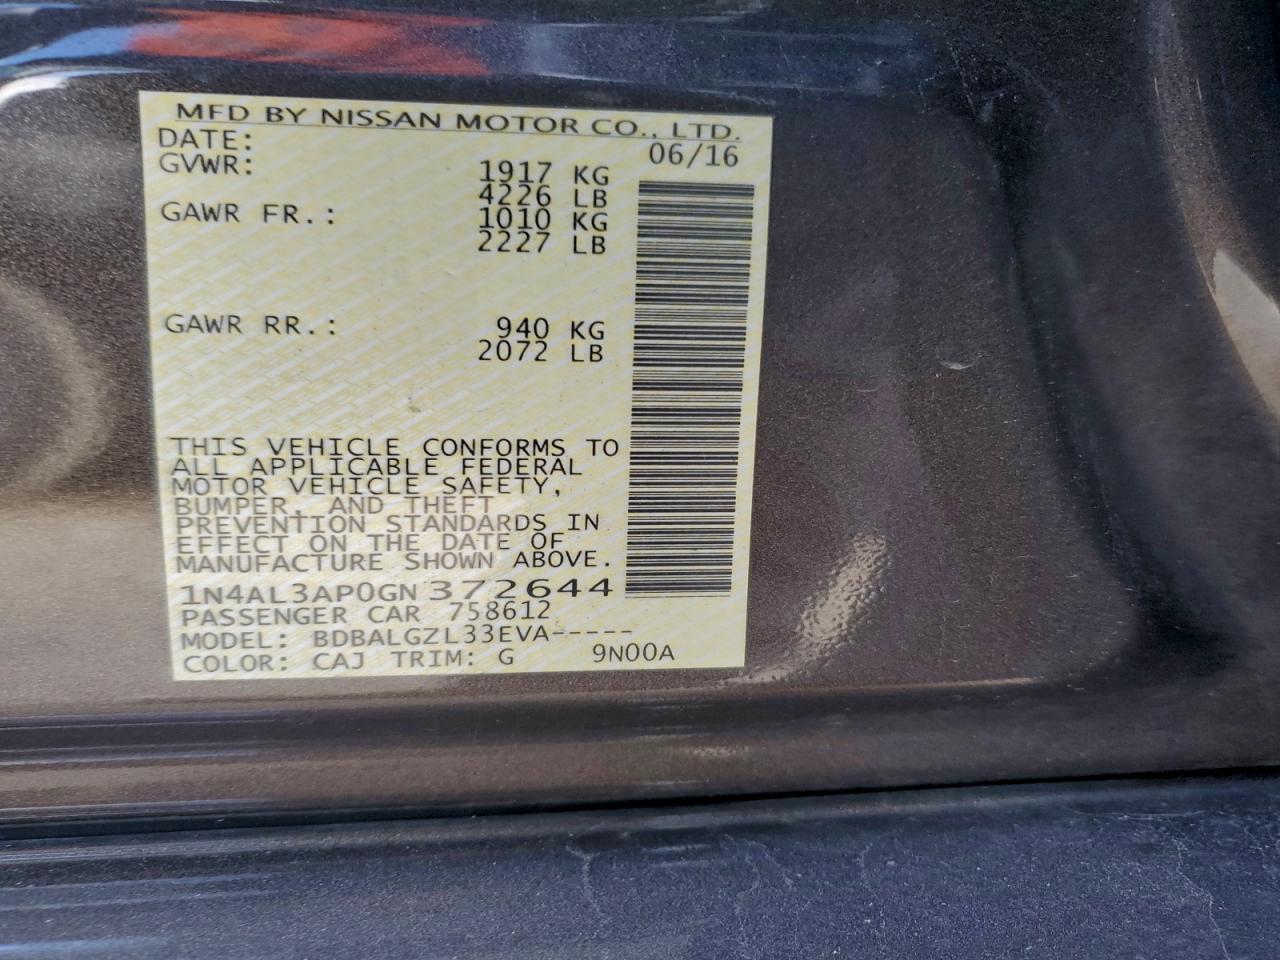 MFD BY NISSAN MOTOR CO., LTD.
DATE: 06/16
GVWR: 1917 KG
4226 LB
GAWR FR.: 1010 KG
2227 LB
GAWR RR.: 940 KG
2072 LB
THIS VEHICLE CONFORMS TO
ALL APPLICABLE FEDERAL
MOTOR VEHICLE SAFETY,
BUMPER, AND THEFT
PREVENTION STANDARDS IN
EFFECT ON THE DATE OF
MANUFACTURE SHOWN ABOVE.
1N4AL3AP0GN372644
PASSENGER CAR 758612
MODEL: BDBALGZL33EVA-----
COLOR: CAJ TRIM: G 9N00A